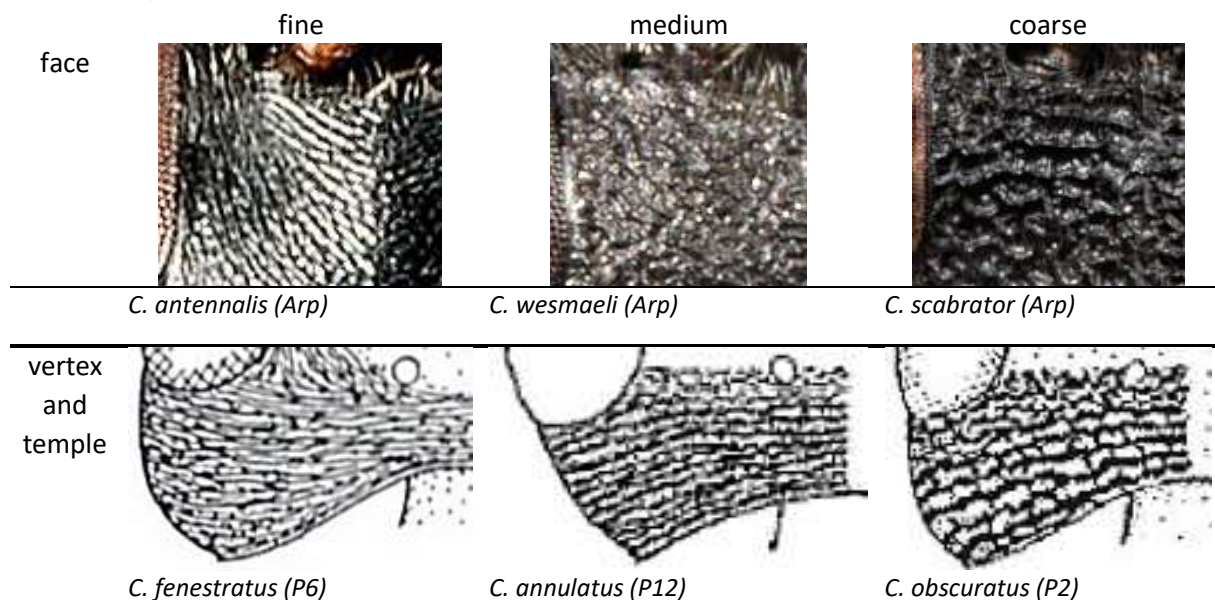 fine medium coarse
face
C. antennalis (Arp) C. wesmaeli (Arp) C. scabrator (Arp)
vertex
and
temple
C. fenestratus (P6) C. annulatus (P12) C. obscuratus (P2)